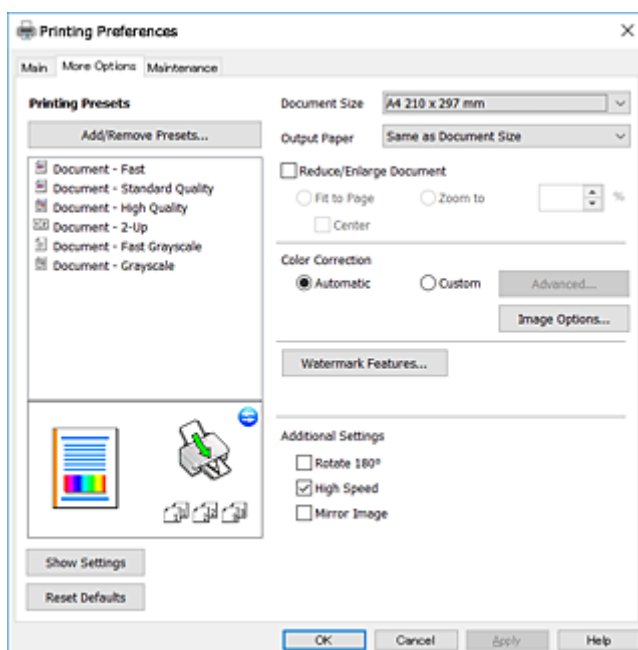 Printing Preferences
Main More Options Maintenance
Printing Presets
Add/Remove Presets...
Document - Fast
Document - Standard Quality
Document - High Quality
Document - 2-Up
Document - Fast Grayscale
Document - Grayscale
Show Settings
Reset Defaults
Document Size A4 210 x 297 mm
Output Paper Same as Document Size
Reduce/Enlarge Document
Fit to Page Zoom to %
Center
Color Correction
Automatic Custom Advanced...
Image Options...
Watermark Features...
Additional Settings
Rotate 180º
High Speed
Mirror Image
OK Cancel Apply Help